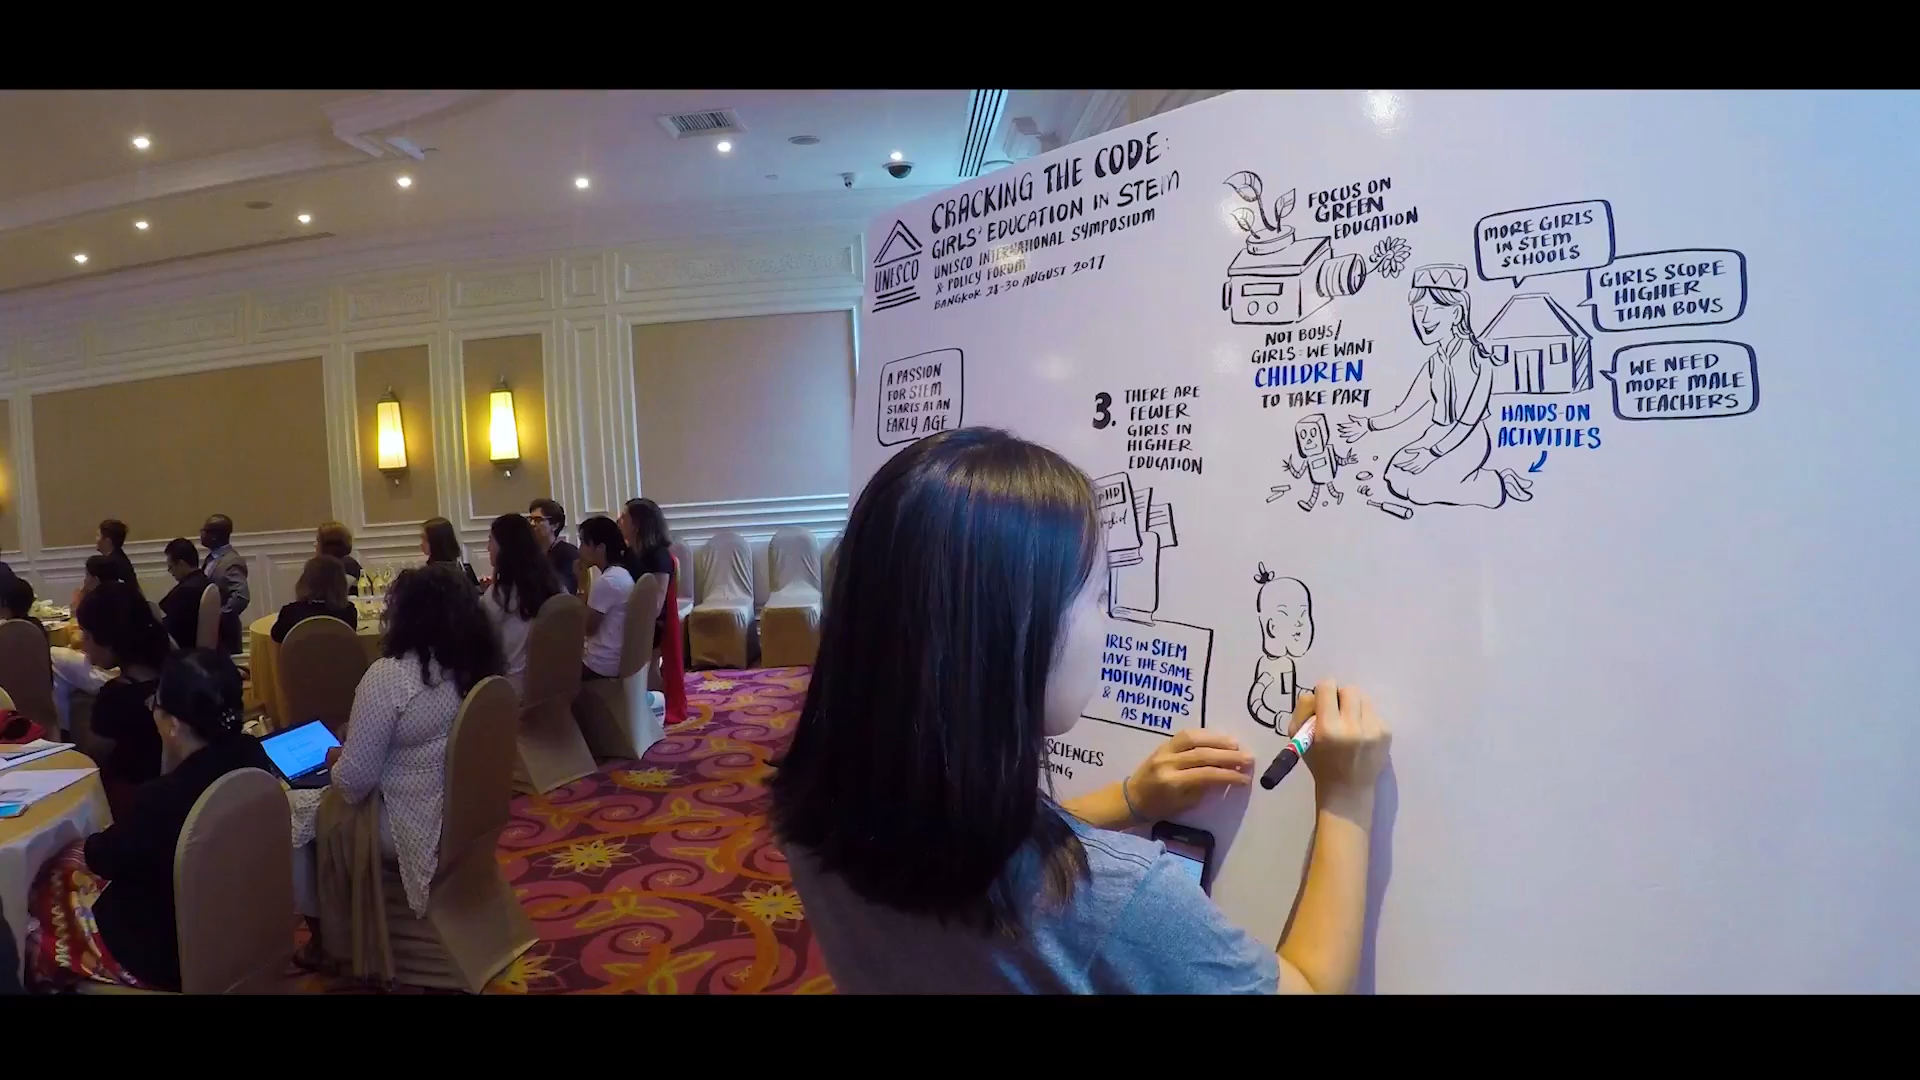 CRACKING THE CODE:
GIRLS' EDUCATION IN STEM
UNESCO INTERNATIONAL SYMPOSIUM
& POLICY FORUM
BANGKOK 28-30 AUGUST 2017
UNESCO
A PASSION
FOR STEM
STARTS AT AN
EARLY AGE
3. THERE ARE
FEWER
GIRLS IN
HIGHER
EDUCATION
PHD
IRLS IN STEM
HAVE THE SAME
MOTIVATIONS
& AMBITIONS
AS MEN
SCIENCES
FOCUS ON
GREEN
EDUCATION
NOT BOYS/
GIRLS: WE WANT
CHILDREN
TO TAKE PART
MORE GIRLS
IN STEM
SCHOOLS
GIRLS SCORE
HIGHER
THAN BOYS
WE NEED
MORE MALE
TEACHERS
HANDS-ON
ACTIVITIES